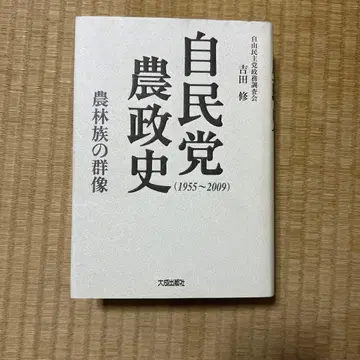 自由民主党政務調査会
吉田 修
自民党
農政史
(1955～2009)
農林族の群像
大成出版社